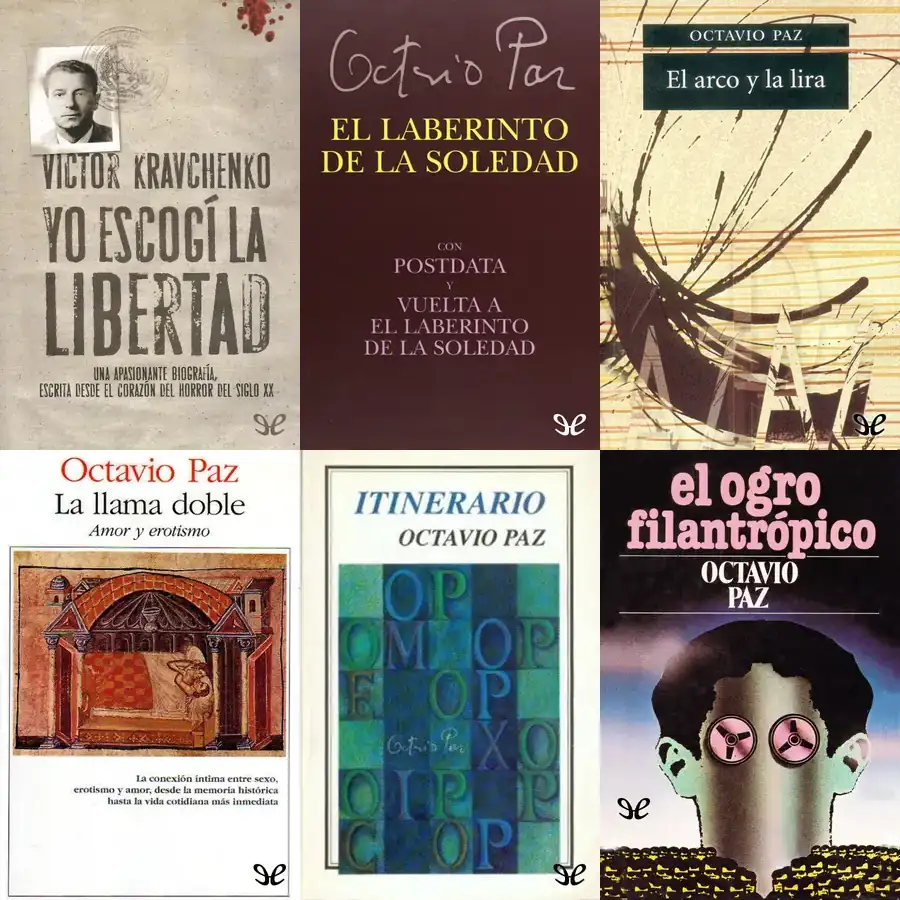 VICTOR KRAVCHENKO
YO ESCOGÍ LA
LIBERTAD
UNA APASIONANTE BIOGRAFÍA,
ESCRITA DESDE EL CORAZÓN DEL HORROR DEL SIGLO XX
Octavio Paz
EL LABERINTO
DE LA SOLEDAD
CON
POSTDATA
Y
VUELTA A
EL LABERINTO
DE LA SOLEDAD
OCTAVIO PAZ
El arco y la lira
Octavio Paz
La llama doble
Amor y erotismo
La conexión íntima entre sexo,
erotismo y amor, desde la memoria histórica
hasta la vida cotidiana más inmediata
ITINERARIO
OCTAVIO PAZ
OP
OM OP
E O P
Octavio Paz
X O
O I P P
C O P
el ogro
filantrópico
OCTAVIO
PAZ